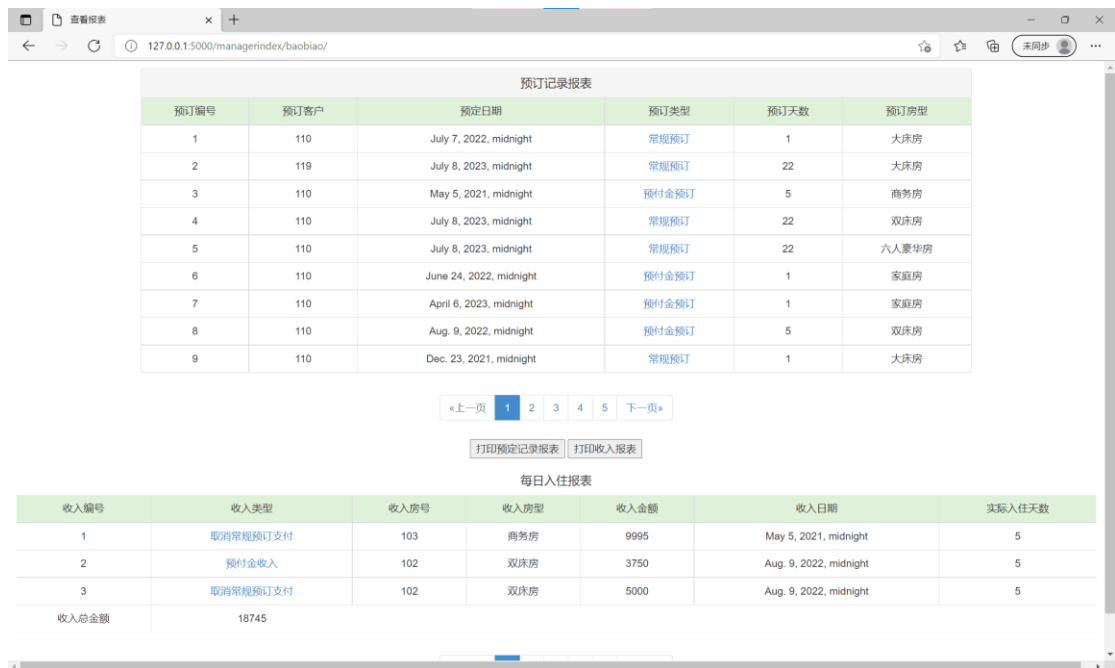 查看报表
127.0.0.1:5000/managerindex/baobiao/
未同步
预订记录报表
预订编号 预订客户 预定日期 预订类型 预订天数 预订房型
1 110 July 7, 2022, midnight 常规预订 1 大床房
2 119 July 8, 2023, midnight 常规预订 22 大床房
3 110 May 5, 2021, midnight 预付金预订 5 商务房
4 110 July 8, 2023, midnight 常规预订 22 双床房
5 110 July 8, 2023, midnight 常规预订 22 六人豪华房
6 110 June 24, 2022, midnight 预付金预订 1 家庭房
7 110 April 6, 2023, midnight 预付金预订 1 家庭房
8 110 Aug. 9, 2022, midnight 预付金预订 5 双床房
9 110 Dec. 23, 2021, midnight 常规预订 1 大床房
«上一页 1 2 3 4 5 下一页»
打印预定记录报表 打印收入报表
每日入住报表
收入编号 收入类型 收入房号 收入房型 收入金额 收入日期 实际入住天数
1 取消常规预订支付 103 商务房 9995 May 5, 2021, midnight 5
2 预付金收入 102 双床房 3750 Aug. 9, 2022, midnight 5
3 取消常规预订支付 102 双床房 5000 Aug. 9, 2022, midnight 5
收入总金额 18745